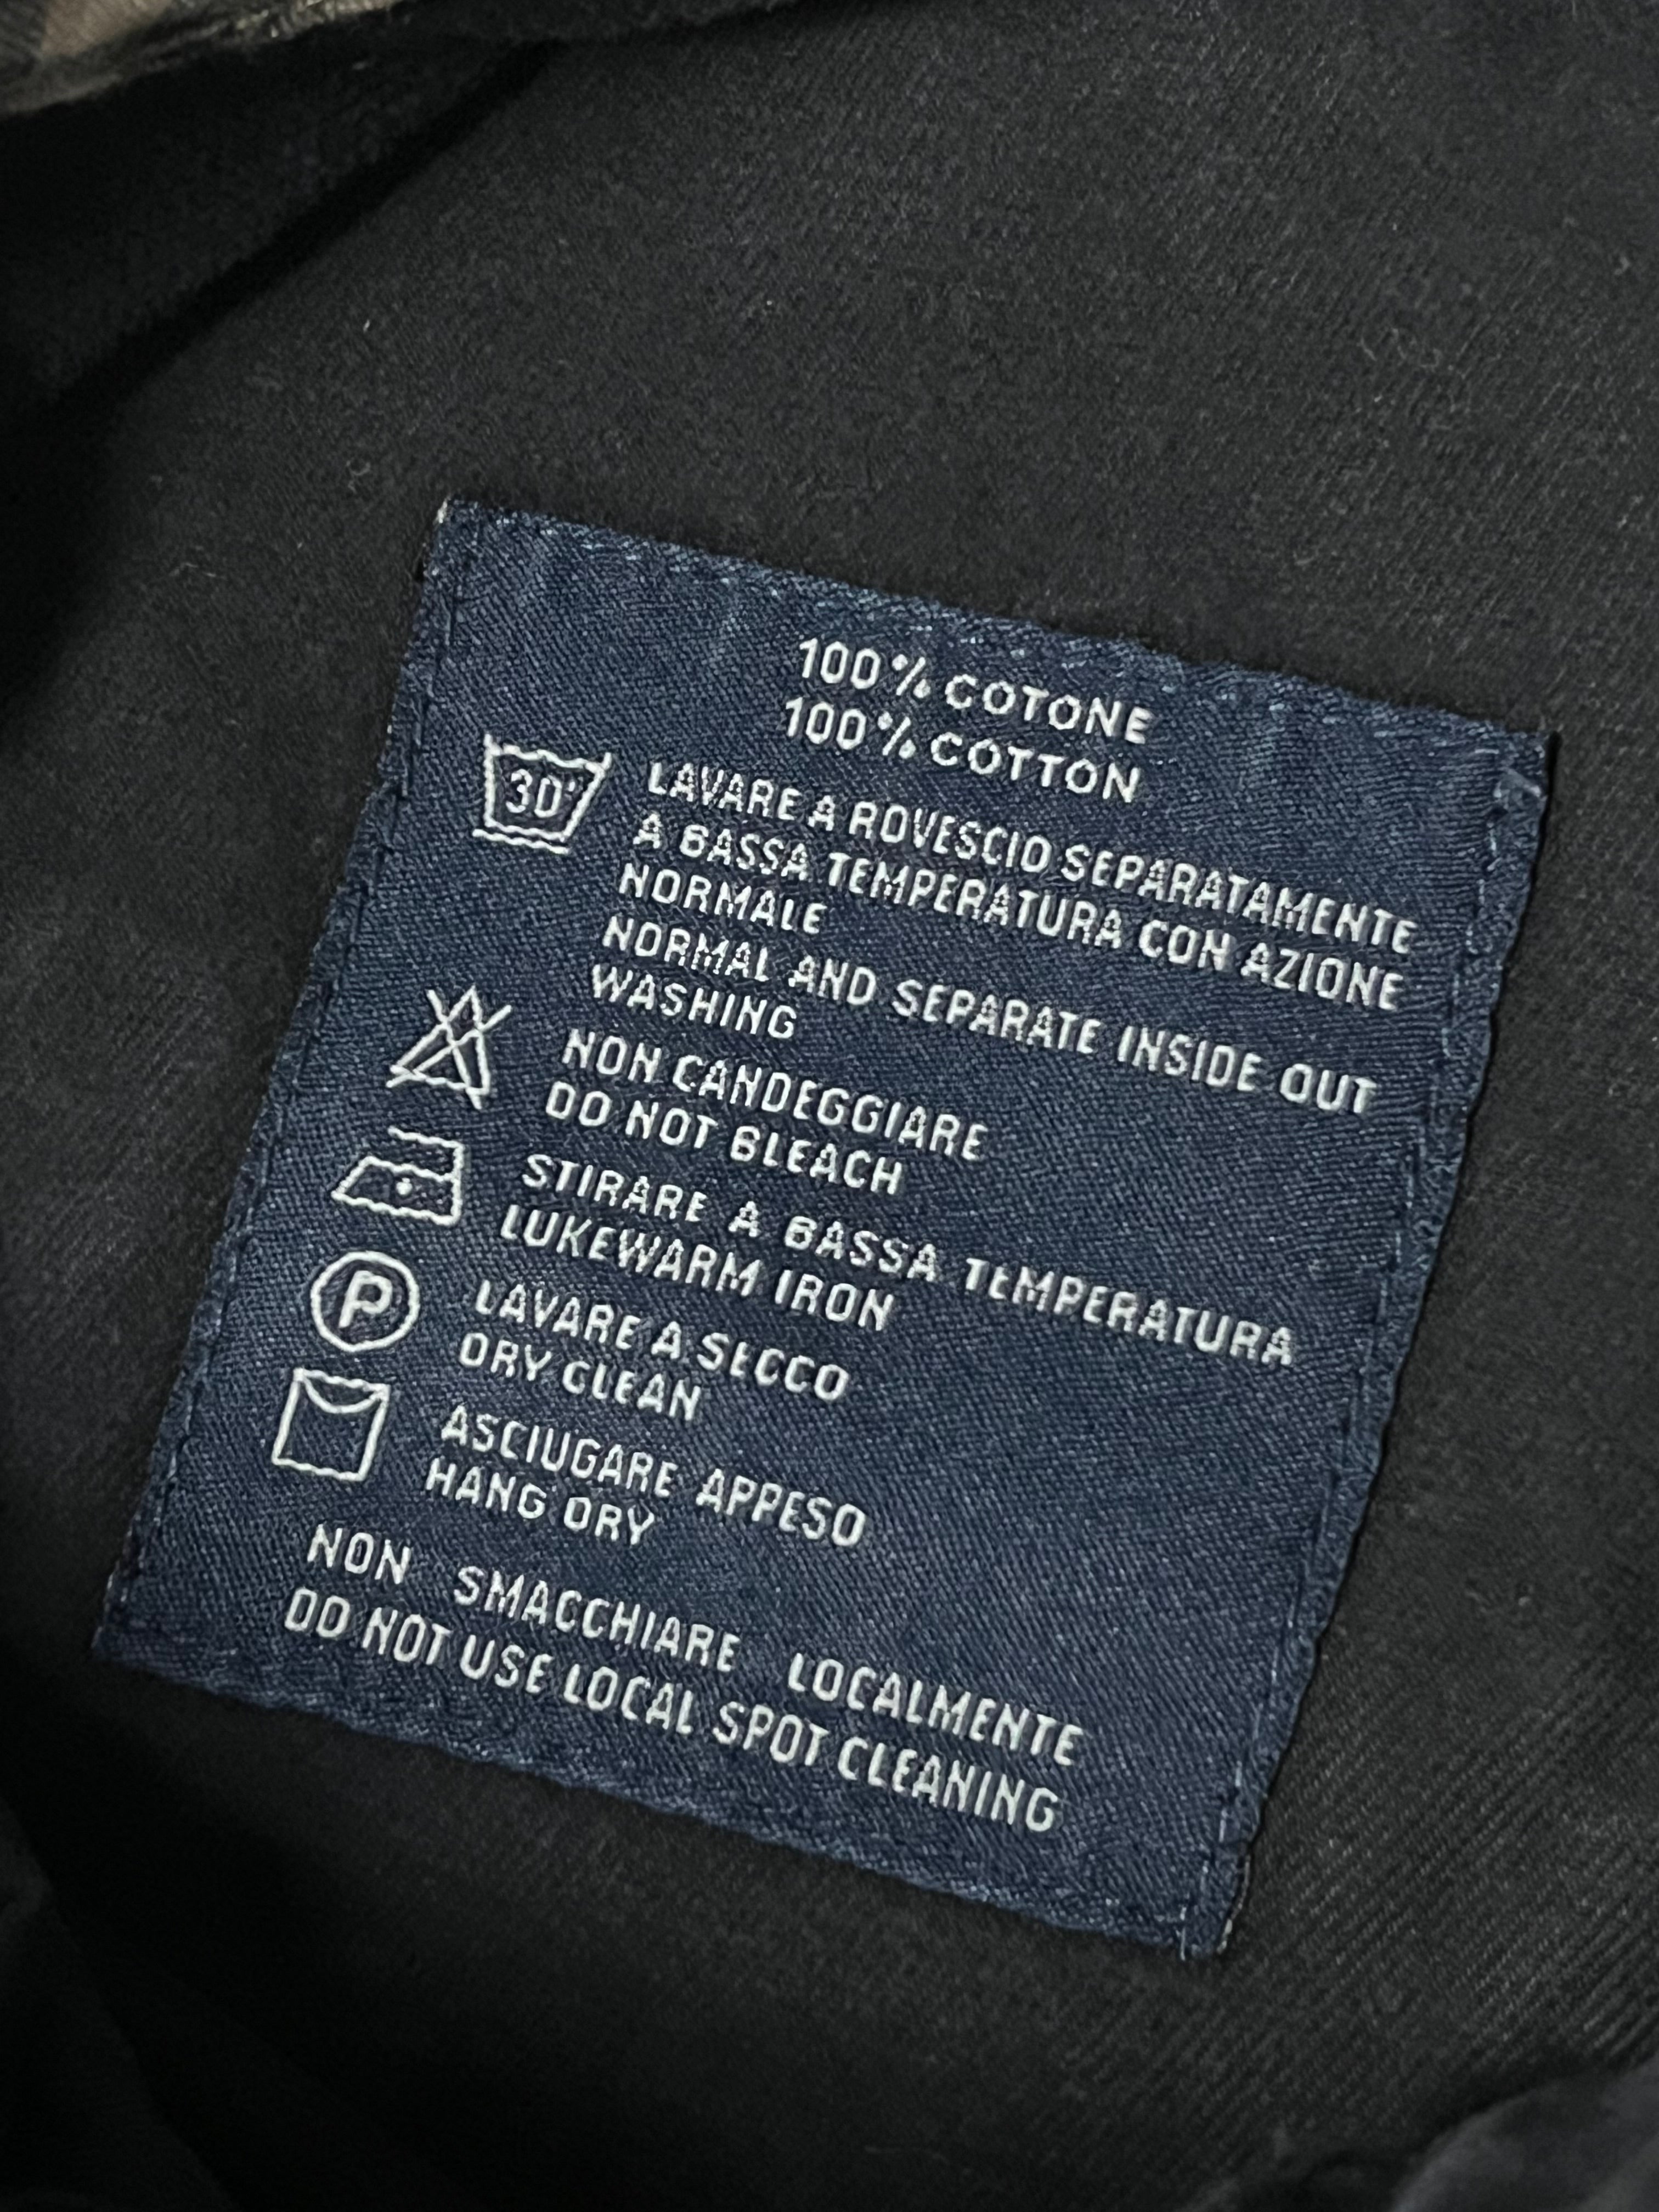 100% COTONE
100% COTTON
30°
LAVARE A ROVESCIO SEPARATAMENTE
A BASSA TEMPERATURA CON AZIONE
NORMALE
NORMAL AND SEPARATE INSIDE OUT
WASHING
NON CANDEGGIARE
DO NOT BLEACH
STIRARE A BASSA TEMPERATURA
LUKEWARM IRON
P
LAVARE A SECCO
DRY CLEAN
ASCIUGARE APPESO
HANG DRY
NON SMACCHIARE LOCALMENTE
DO NOT USE LOCAL SPOT CLEANING